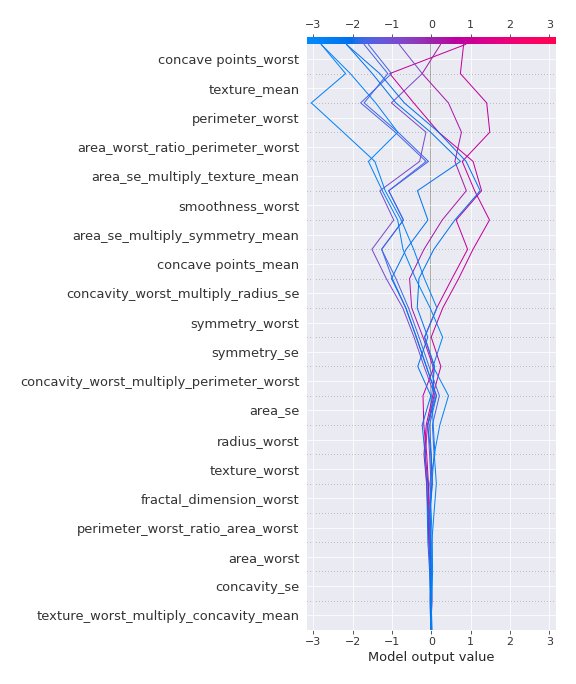 −3 −2 −1 0 1 2 3
concave points_worst
texture_mean
perimeter_worst
area_worst_ratio_perimeter_worst
area_se_multiply_texture_mean
smoothness_worst
area_se_multiply_symmetry_mean
concave points_mean
concavity_worst_multiply_radius_se
symmetry_worst
symmetry_se
concavity_worst_multiply_perimeter_worst
area_se
radius_worst
texture_worst
fractal_dimension_worst
perimeter_worst_ratio_area_worst
area_worst
concavity_se
texture_worst_multiply_concavity_mean
−3 −2 −1 0 1 2 3
Model output value